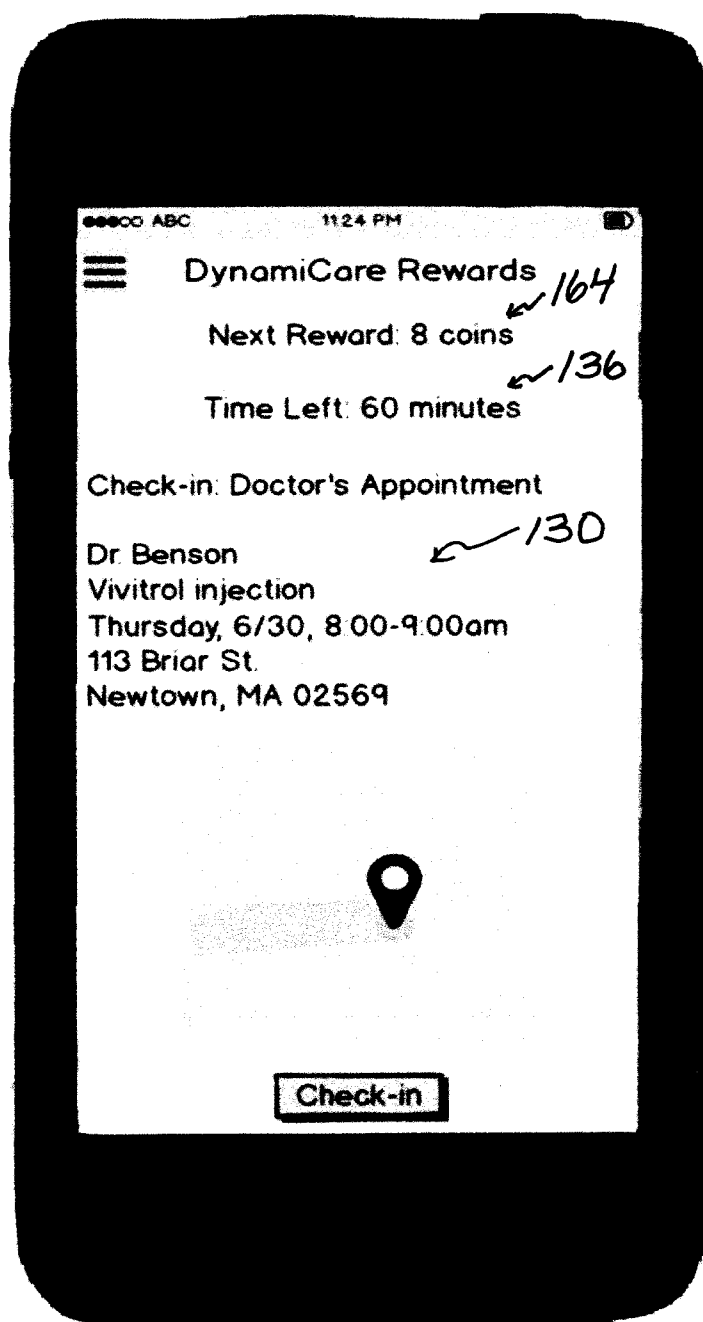 ABC 11:24 PM
DynamiCare Rewards
164
Next Reward: 8 coins
136
Time Left: 60 minutes
Check-in: Doctor's Appointment
130
Dr. Benson
Vivitrol injection
Thursday, 6/30, 8:00-9:00am
113 Briar St.
Newtown, MA 02569
Check-in